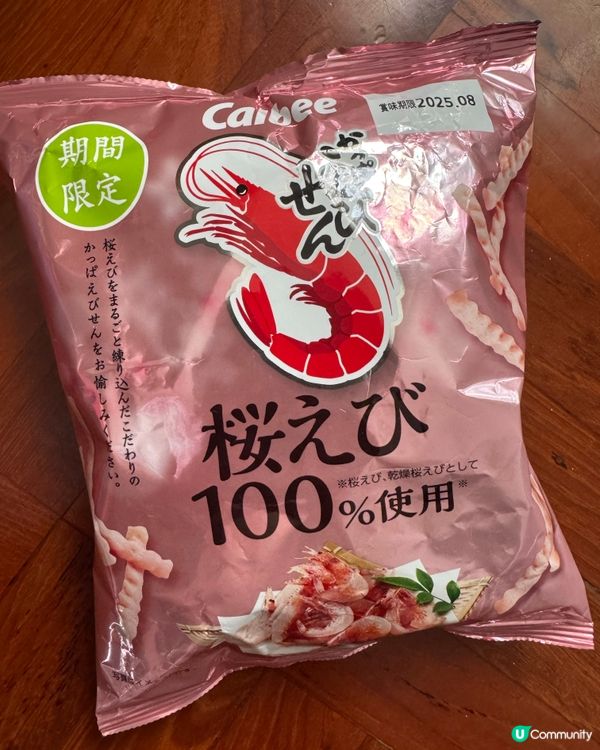 Calbee
賞味期限 2025.08
期間
限定
かっぱえびせん
桜えびをまるごと練り込んだこだわりの
かっぱえびせんをお愉しみください。
桜えび
※桜えび、乾燥桜えびとして
100%使用※
U Community